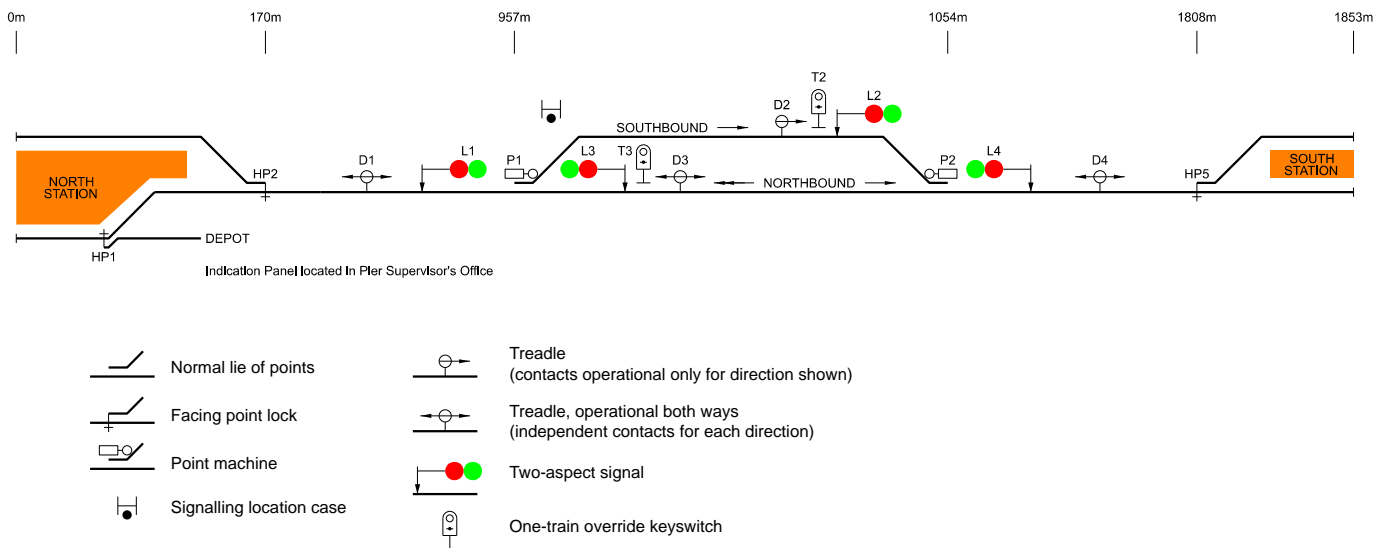 0m
170m
957m
1054m
1808m
1853m
T2
L2
D2
SOUTHBOUND
NORTH
STATION
HP2
D1
L1
P1
L3
T3
D3
NORTHBOUND
P2
L4
D4
HP5
SOUTH
STATION
HP1
DEPOT
Indication Panel located in Pier Supervisor's Office
Normal lie of points
Facing point lock
Point machine
Signalling location case
Treadle
(contacts operational only for direction shown)
Treadle, operational both ways
(independent contacts for each direction)
Two-aspect signal
One-train override keyswitch